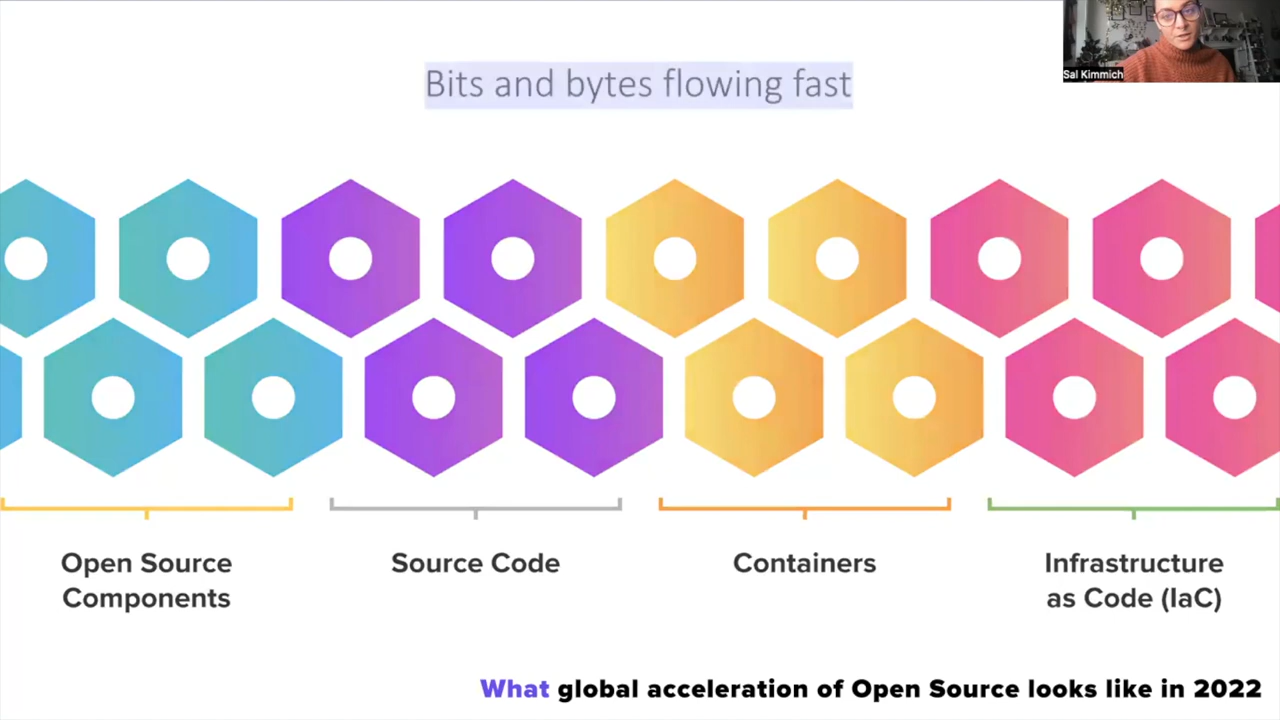 Sal Kimmich
Bits and bytes flowing fast
Open Source
Components
Source Code
Containers
Infrastructure
as Code (IaC)
What global acceleration of Open Source looks like in 2022